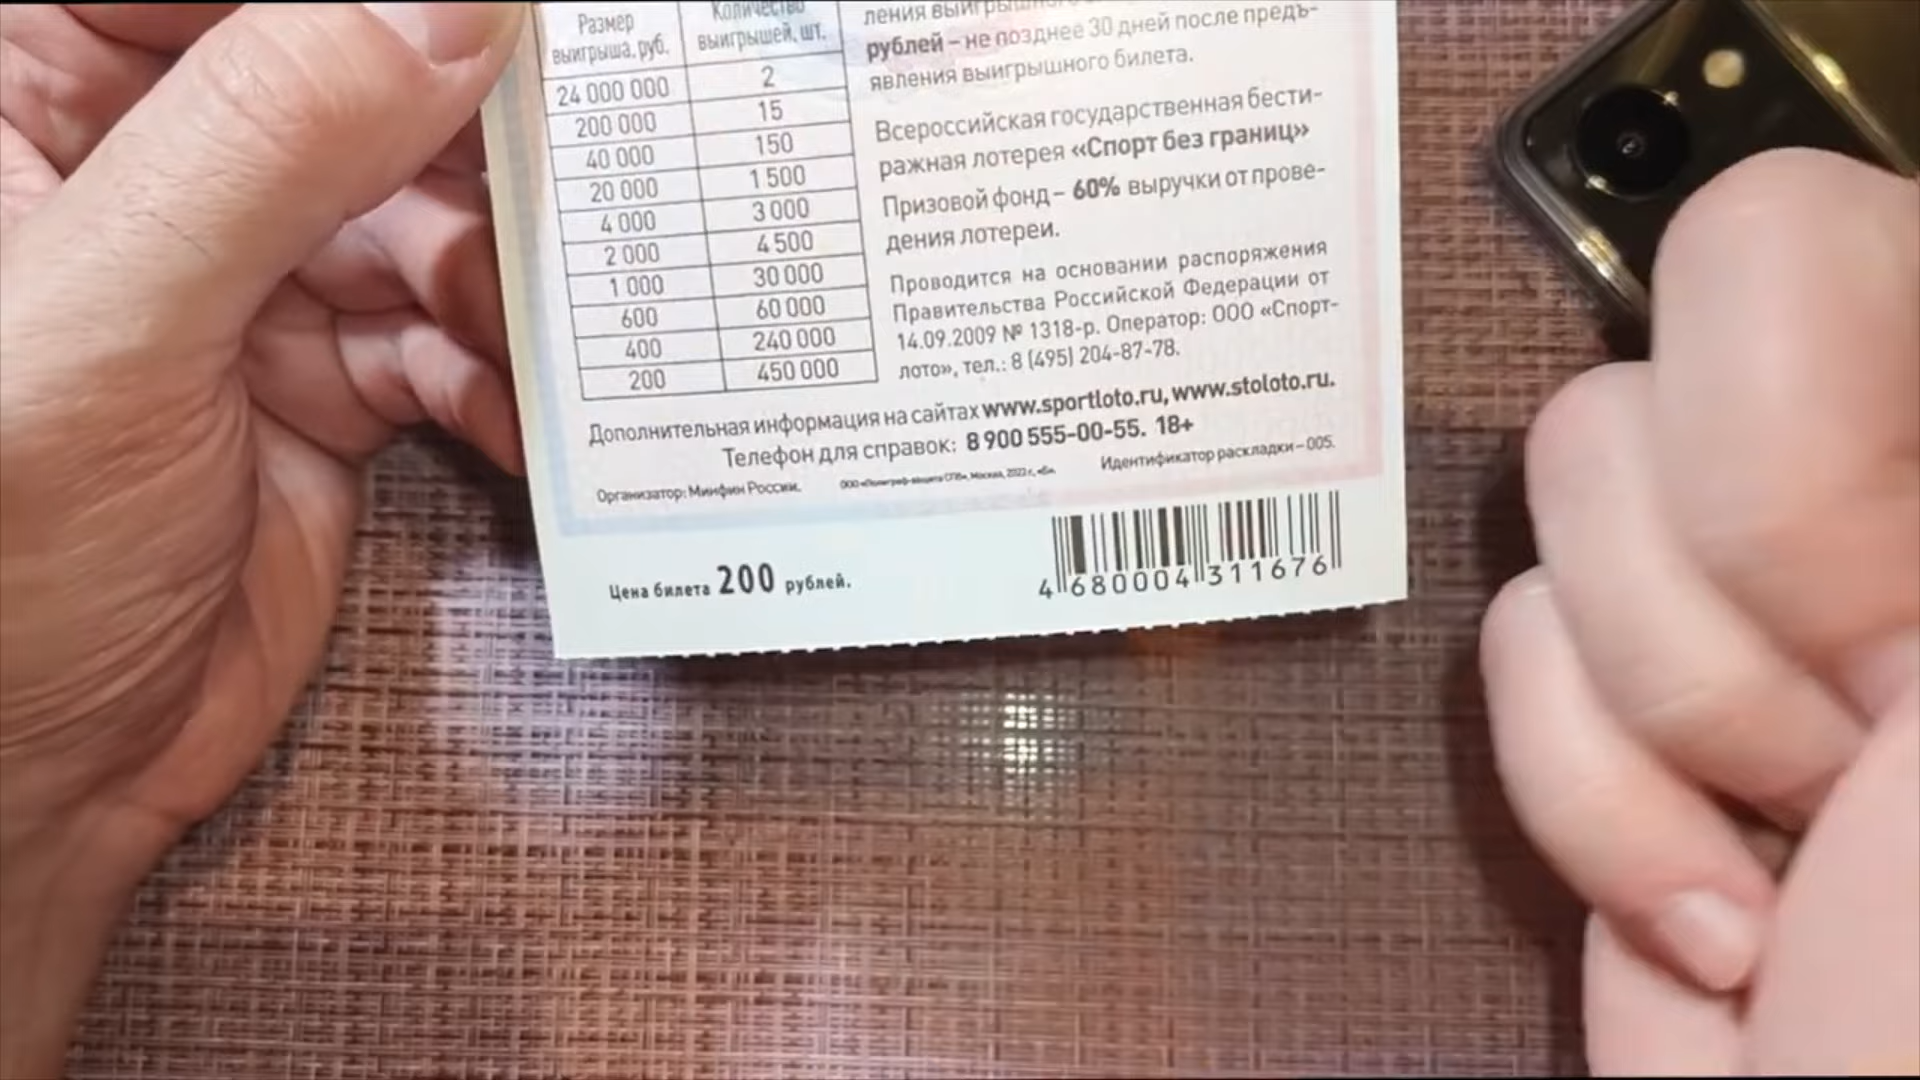 Размер
выигрыша, руб.
Количество
выигрышей, шт.
24 000 000 2
200 000 15
40 000 150
20 000 1 500
4 000 3 000
2 000 4 500
1 000 30 000
600 60 000
400 240 000
200 450 000
рублей – не позднее 30 дней после предъ-
явления выигрышного билета.
Всероссийская государственная бести-
ражная лотерея «Спорт без границ»
Призовой фонд – 60% выручки от прове-
дения лотереи.
Проводится на основании распоряжения
Правительства Российской Федерации от
14.09.2009 № 1318-р. Оператор: ООО «Спорт-
лото», тел.: 8 (495) 204-87-78.
Дополнительная информация на сайтах www.sportloto.ru, www.stoloto.ru.
Телефон для справок: 8 900 555-00-55. 18+
Организатор: Минфин России.
Идентификатор раскладки – 005.
Цена билета 200 рублей.
4 680004 311676